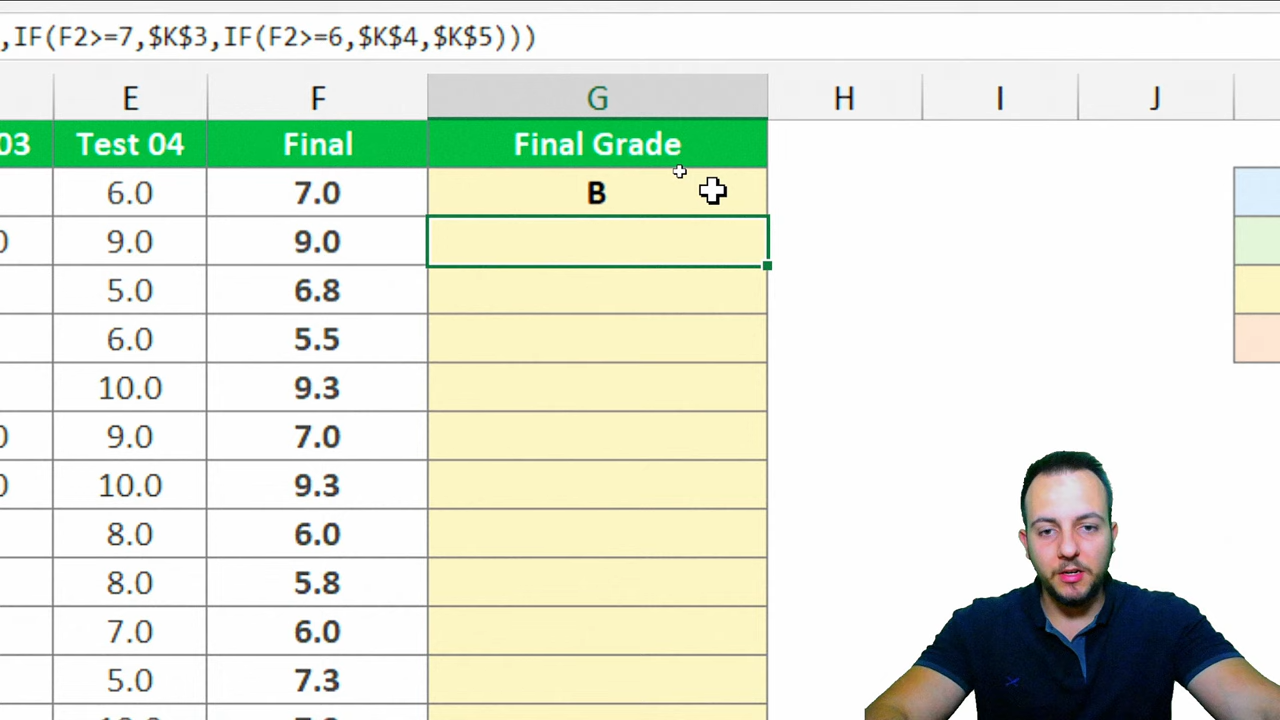 ,IF(F2>=7,$K$3,IF(F2>=6,$K$4,$K$5)))
E F G H I J
03 Test 04 Final Final Grade
6.0 7.0 B
0 9.0 9.0
5.0 6.8
6.0 5.5
10.0 9.3
0 9.0 7.0
0 10.0 9.3
8.0 6.0
8.0 5.8
7.0 6.0
5.0 7.3